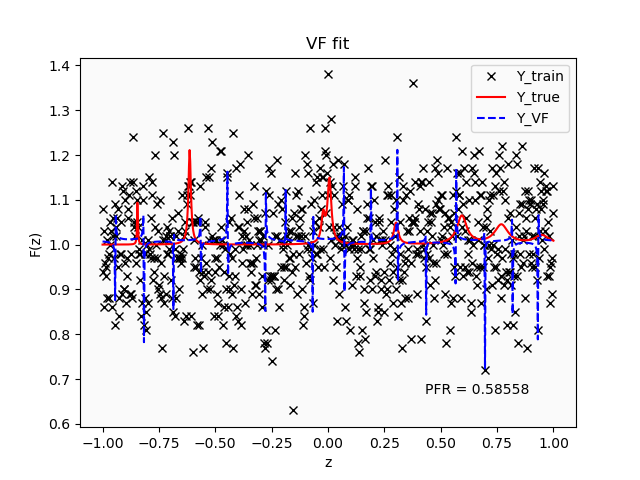 VF fit
1.4
1.3
1.2
1.1
1.0
0.9
0.8
0.7
0.6
F(z)
Y_train
Y_true
Y_VF
PFR = 0.58558
−1.00 −0.75 −0.50 −0.25 0.00 0.25 0.50 0.75 1.00
z